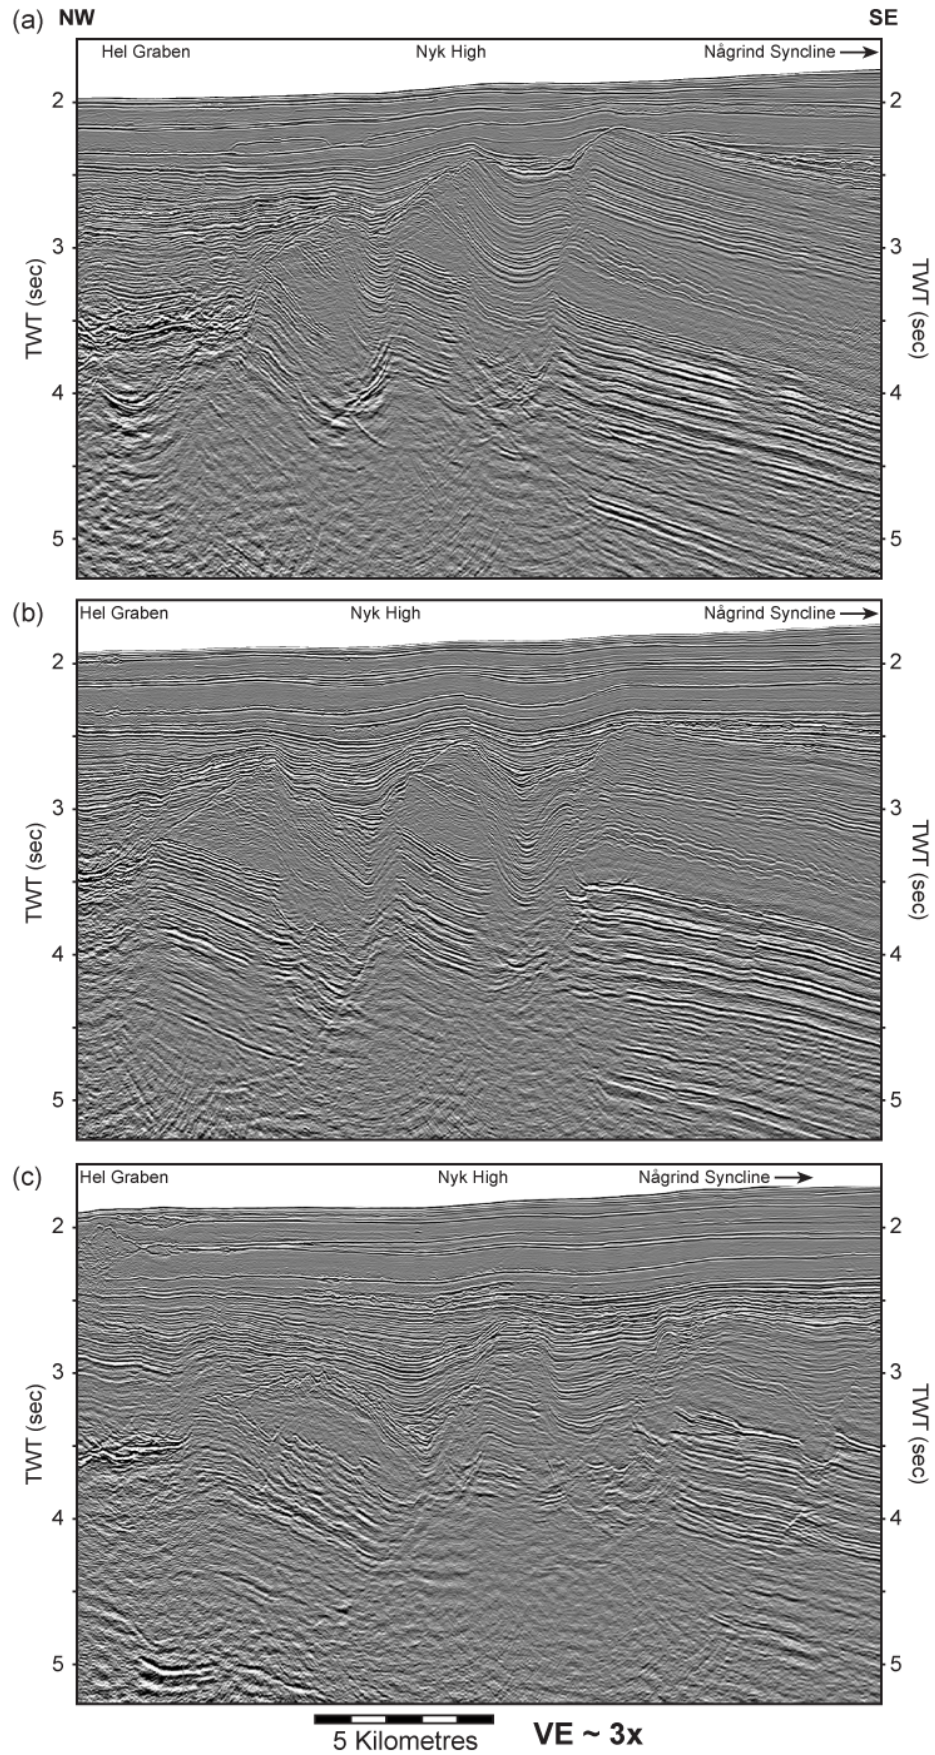 (a) NW SE
Hel Graben Nyk High Någrind Syncline
2 2
3 3
TWT (sec) TWT (sec)
4 4
5 5
(b)
Hel Graben Nyk High Någrind Syncline
2 2
3 3
TWT (sec) TWT (sec)
4 4
5 5
(c)
Hel Graben Nyk High Någrind Syncline
2 2
3 3
TWT (sec) TWT (sec)
4 4
5 5
5 Kilometres VE ~ 3x